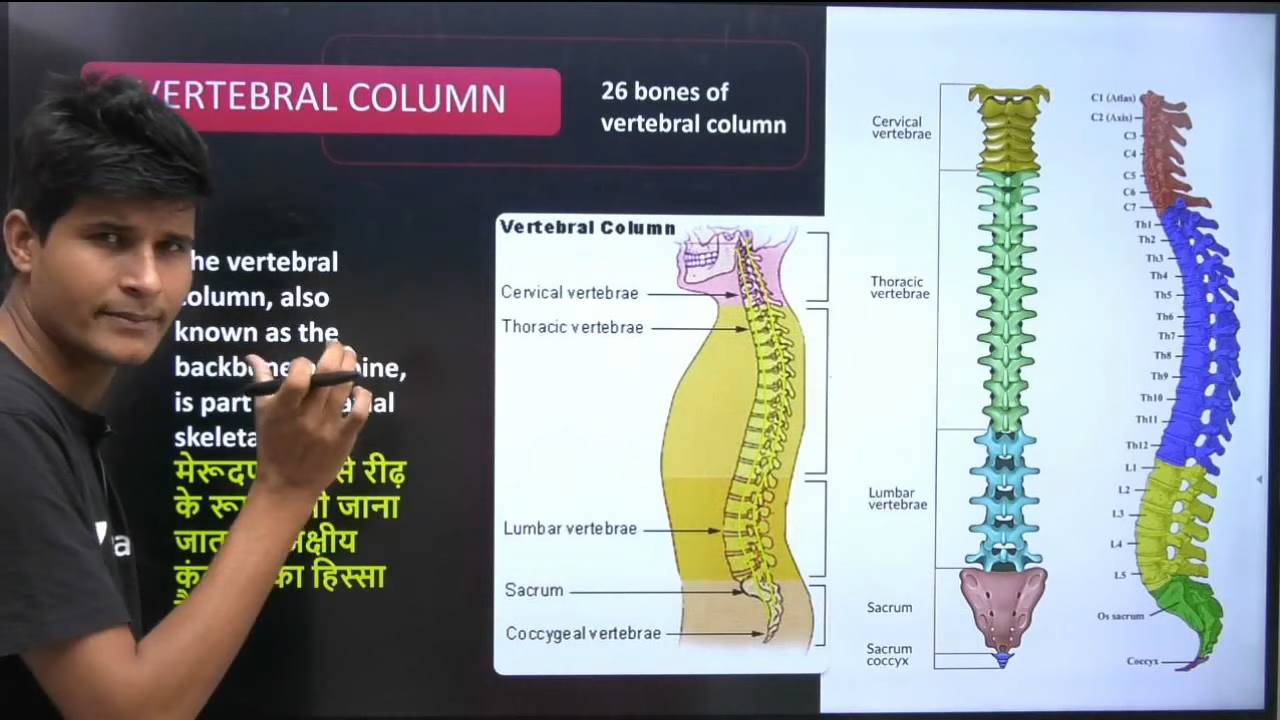 VERTEBRAL COLUMN
26 bones of
vertebral column
he vertebral
olumn, also
known as the
is part
skeleta
से रीढ़
के जाना
का हिस्सा
Vertebral Column
Cervical vertebrae
Thoracic vertebrae
Lumbar vertebrae
Sacrum
Coccygeal vertebrae
Cervical
vertebrae
Thoracic
vertebrae
Lumbar
vertebrae
Sacrum
Sacrum
coccyx
C1 (Atlas)
C2 (Axis)
C3
C4
C5
C6
C7
Th1
Th2
Th3
Th4
Th5
Th6
Th7
Th8
Th9
Th10
Th11
Th12
L1
L2
L3
L4
L5
Os sacrum
Coccyx